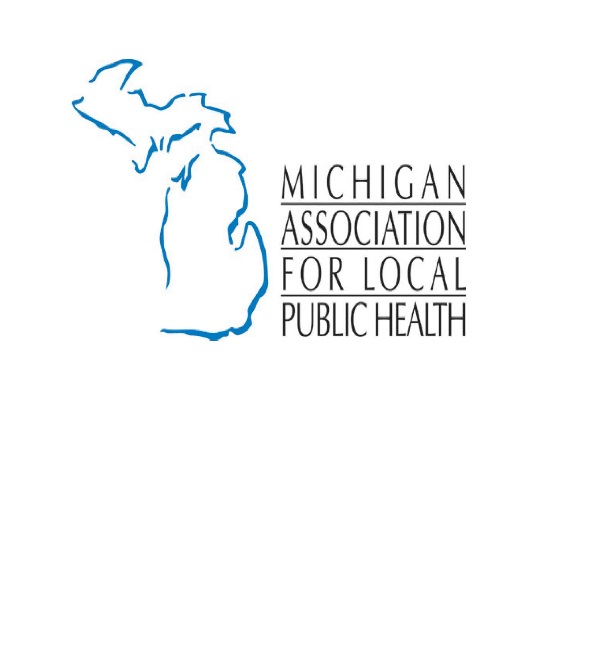 MICHIGAN
ASSOCIATION
FOR LOCAL
PUBLIC HEALTH